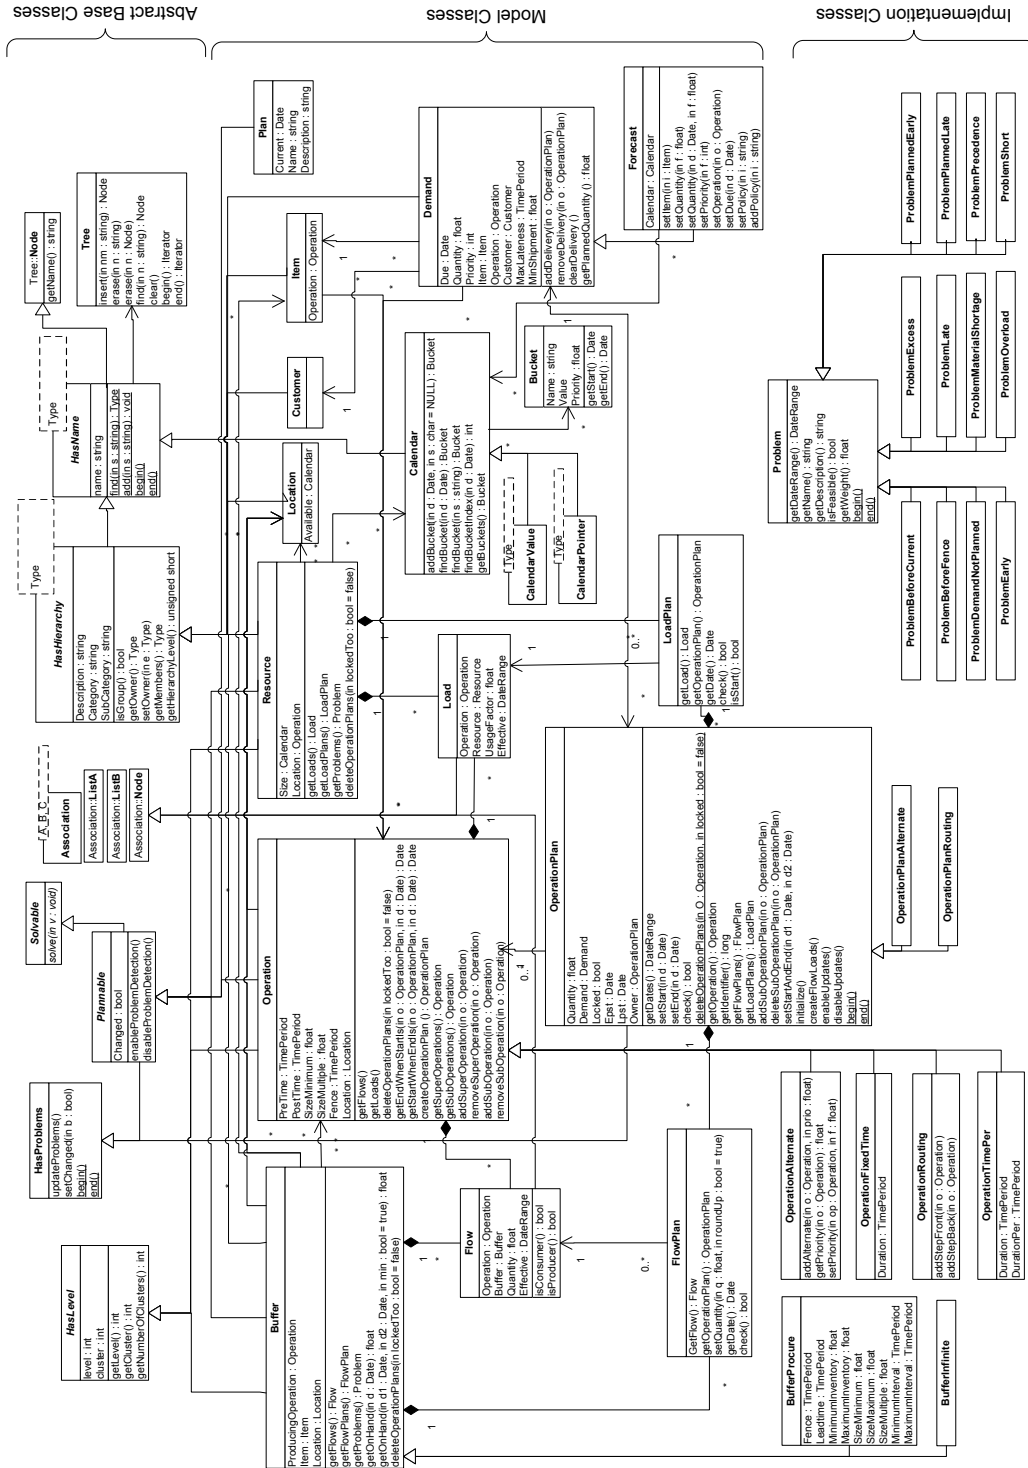 Abstract Base Classes
Model Classes
Implementation Classes
HasLevel
level : int
cluster : int
getLevel() : int
getCluster() : int
getNumberOfClusters() : int
HasProblems
updateProblems()
setChanged(in b : bool)
begin()
end()
Plannable
Changed : bool
enableProblemDetection()
disableProblemDetection()
Solvable
solve(in v : void)
A, B, C
Association
Association::ListA
Association::ListB
Association::Node
Type
HasHierarchy
Description : string
Category : string
SubCategory : string
isGroup() : bool
getOwner() : Type
setOwner(in e : Type)
getMembers() : Type
getHierarchyLevel() : unsigned short
Type
HasName
name : string
find(in s : string) : Type
add(in s : string) : void
begin()
end()
Tree::Node
getName() : string
Tree
insert(in nm : string) : Node
erase(in n : string)
erase(in n : Node)
find(in n : string) : Node
clear()
begin() : Iterator
end() : Iterator
Buffer
ProducingOperation : Operation
Item : Item
Location : Location
getFlows() : Flow
getFlowPlans() : FlowPlan
getProblems() : Problem
getOnHand(in d : Date) : float
getOnHand(in d1 : Date, in d2 : Date, in min : bool = true) : float
deleteOperationPlans(in lockedToo : bool = false)
Operation
PreTime : TimePeriod
PostTime : TimePeriod
SizeMinimum : float
SizeMultiple : float
Fence : TimePeriod
Location : Location
getFlows()
getLoads()
deleteOperationPlans(in lockedToo : bool = false)
getEndWhenStartIs(in o : OperationPlan, in d : Date) : Date
getStartWhenEndIs(in o : OperationPlan, in d : Date) : Date
createOperationPlan () : OperationPlan
getSuperOperations() : Operation
getSubOperations() : Operation
addSuperOperation(in o : Operation)
removeSuperOperation(in o : Operation)
addSubOperation(in o : Operation)
removeSubOperation(in o : Operation)
Resource
Size : Calendar
Location : Operation
getLoads() : Load
getLoadPlans() : LoadPlan
getProblems() : Problem
deleteOperationPlans(in lockedToo : bool = false)
Location
Available : Calendar
Customer
Item
Operation : Operation
Plan
Current : Date
Name : string
Description : string
Flow
Operation : Operation
Buffer : Buffer
Quantity : float
Effective : DateRange
isConsumer() : bool
isProducer() : bool
Load
Operation : Operation
Resource : Resource
UsageFactor : float
Effective : DateRange
Calendar
addBucket(in d : Date, in s : char = NULL) : Bucket
findBucket(in d : Date) : Bucket
findBucket(in s : string) : Bucket
findBucketIndex(in d : Date) : int
getBuckets() : Bucket
Type
CalendarValue
Type
CalendarPointer
Bucket
Name : string
Value
Priority : float
getStart() : Date
getEnd() : Date
Demand
Due : Date
Quantity : float
Priority : int
Item : Item
Operation : Operation
Customer : Customer
MaxLateness : TimePeriod
MinShipment : float
addDelivery(in o : OperationPlan)
removeDelivery(in o : OperationPlan)
clearDelivery ()
getPlannedQuantity () : float
Forecast
Calendar : Calendar
setItem(in i : Item)
setQuantity(in f : float)
setQuantity(in d : Date, in f : float)
setPriority(in f : int)
setOperation(in o : Operation)
setDue(in d : Date)
setPolicy(in i : string)
addPolicy(in i : string)
FlowPlan
GetFlow() : Flow
getOperationPlan() : OperationPlan
setQuantity(in q : float, in roundUp : bool = true)
getDate() : Date
check() : bool
OperationPlan
Quantity : float
Demand : Demand
Locked : bool
Epst : Date
Lpst : Date
Owner : OperationPlan
getDates() : DateRange
setStart(in d : Date)
setEnd(in d : Date)
check() : bool
deleteOperationPlans(in O : Operation, in locked : bool = false)
getOperation() : Operation
getIdentifier() : long
getFlowPlans() : FlowPlan
getLoadPlans() : LoadPlan
addSubOperationPlan(in o : OperationPlan)
deleteSubOperationPlan(in o : OperationPlan)
setStartAndEnd(in d1 : Date, in d2 : Date)
initialize()
createFlowLoads()
enableUpdates()
disableUpdates()
begin()
end()
LoadPlan
getLoad() : Load
getOperationPlan() : OperationPlan
getDate() : Date
check() : bool
isStart() : bool
BufferProcure
Fence : TimePeriod
Leadtime : TimePeriod
MinimumInventory : float
MaximumInventory : float
SizeMinimum : float
SizeMaximum : float
SizeMultiple : float
MinimumInterval : TimePeriod
MaximumInterval : TimePeriod
BufferInfinite
OperationAlternate
addAlternate(in o : Operation, in prio : float)
getPriority(in o : Operation) : float
setPriority(in op : Operation, in f : float)
OperationFixedTime
Duration : TimePeriod
OperationRouting
addStepFront(in o : Operation)
addStepBack(in o : Operation)
OperationTimePer
Duration : TimePeriod
DurationPer : TimePeriod
OperationPlanAlternate
OperationPlanRouting
Problem
getDateRange() : DateRange
getName() : string
getDescription() : string
isFeasible() : bool
getWeight() : float
begin()
end()
ProblemBeforeCurrent
ProblemBeforeFence
ProblemDemandNotPlanned
ProblemEarly
ProblemExcess
ProblemLate
ProblemMaterialShortage
ProblemOverload
ProblemPlannedEarly
ProblemPlannedLate
ProblemPrecedence
ProblemShort